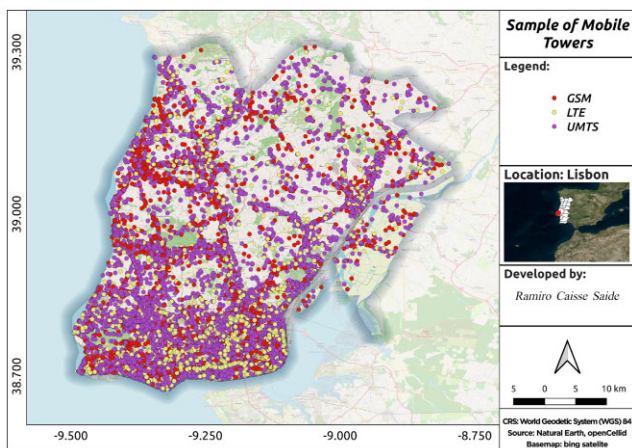 Sample of Mobile
Towers
Legend:
GSM
LTE
UMTS
Location: Lisbon
Developed by:
Ramiro Caisse Saide
5 0 5 10 km
CRS: World Geodetic System (WGS) 84
Source: Natural Earth, openCellid
Basemap: bing satelite
39.300
39.000
38.700
-9.500 -9.250 -9.000 -8.750